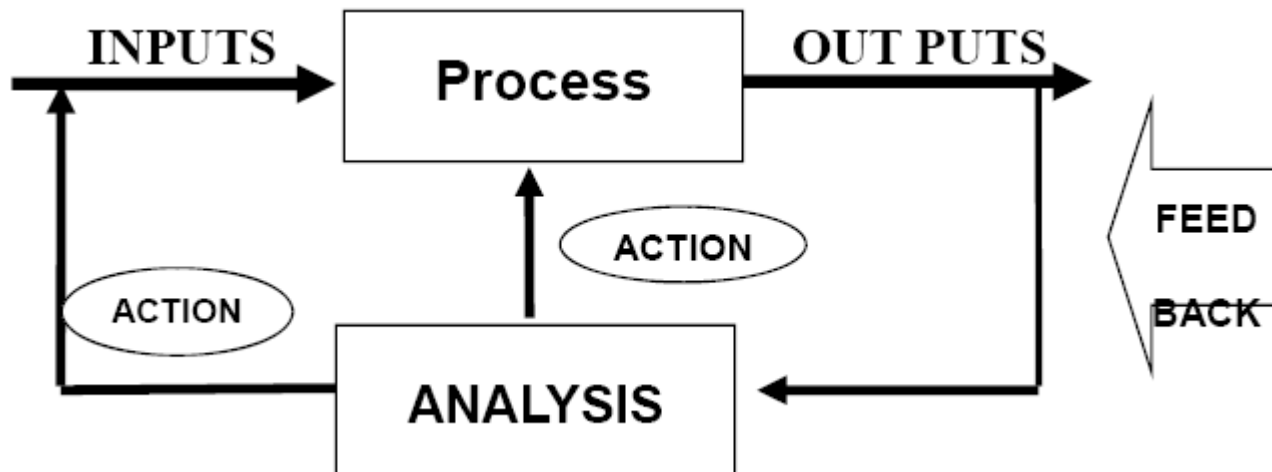 INPUTS
Process
OUT PUTS
ACTION
FEED
BACK
ACTION
ANALYSIS